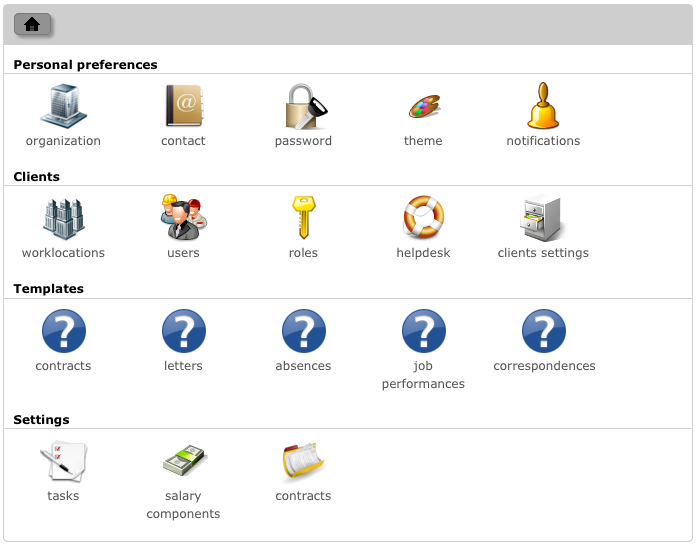 Personal preferences
organization contact password theme notifications
Clients
worklocations users roles helpdesk clients settings
Templates
contracts letters absences job performances correspondences
Settings
tasks salary components contracts